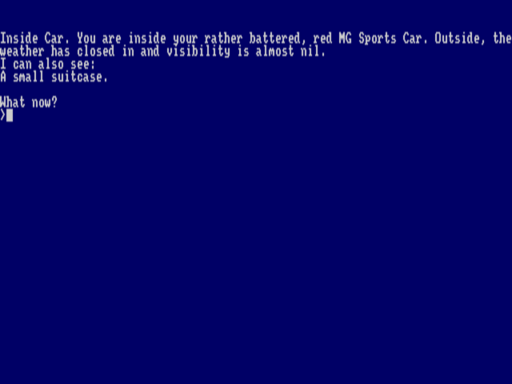 Inside Car. You are inside your rather battered, red MG Sports Car. Outside, the
weather has closed in and visibility is almost nil.
I can also see:
A small suitcase.
What now?
>